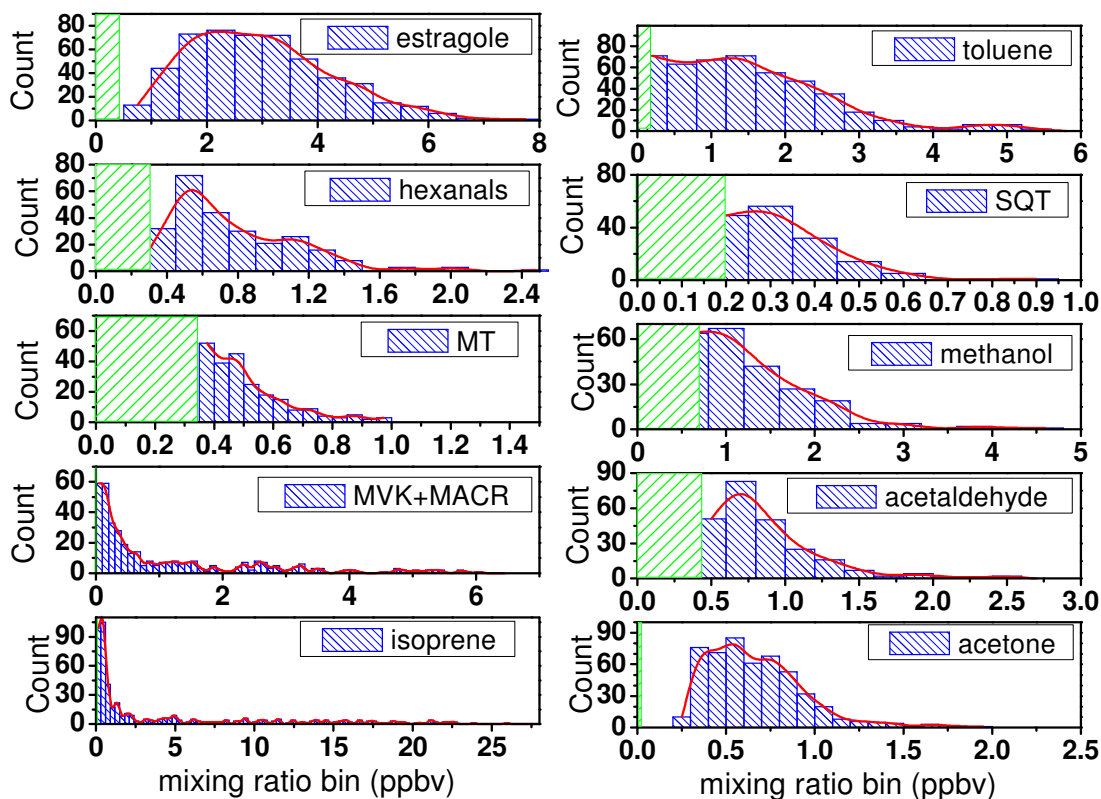 80
60
40
20
0
Count
estragole
0 2 4 6 8
80
60
40
20
0
Count
hexanals
0.0 0.4 0.8 1.2 1.6 2.0 2.4
60
40
20
0
Count
MT
0.0 0.2 0.4 0.6 0.8 1.0 1.2 1.4
60
40
20
0
Count
MVK+MACR
0 2 4 6
90
60
30
0
Count
isoprene
0 5 10 15 20 25
mixing ratio bin (ppbv)
100
80
60
40
20
0
Count
toluene
0 1 2 3 4 5 6
80
40
0
Count
SQT
0.0 0.1 0.2 0.3 0.4 0.5 0.6 0.7 0.8 0.9 1.0
60
30
0
Count
methanol
1 2 3 4 5
90
60
30
0
Count
acetaldehyde
0.0 0.5 1.0 1.5 2.0 2.5 3.0
90
60
30
0
Count
acetone
0.5 1.0 1.5 2.0 2.5
mixing ratio bin (ppbv)